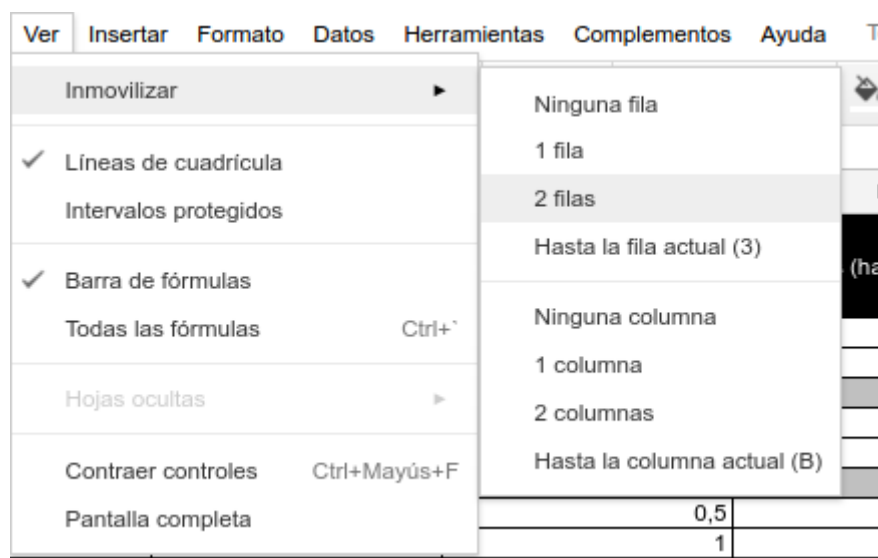 Ver Insertar Formato Datos Herramientas Complementos Ayuda
Inmovilizar
Líneas de cuadrícula
Intervalos protegidos
Barra de fórmulas
Todas las fórmulas Ctrl+`
Hojas ocultas
Contraer controles Ctrl+Mayús+F
Pantalla completa
Ninguna fila
1 fila
2 filas
Hasta la fila actual (3)
Ninguna columna
1 columna
2 columnas
Hasta la columna actual (B)
0,5
1